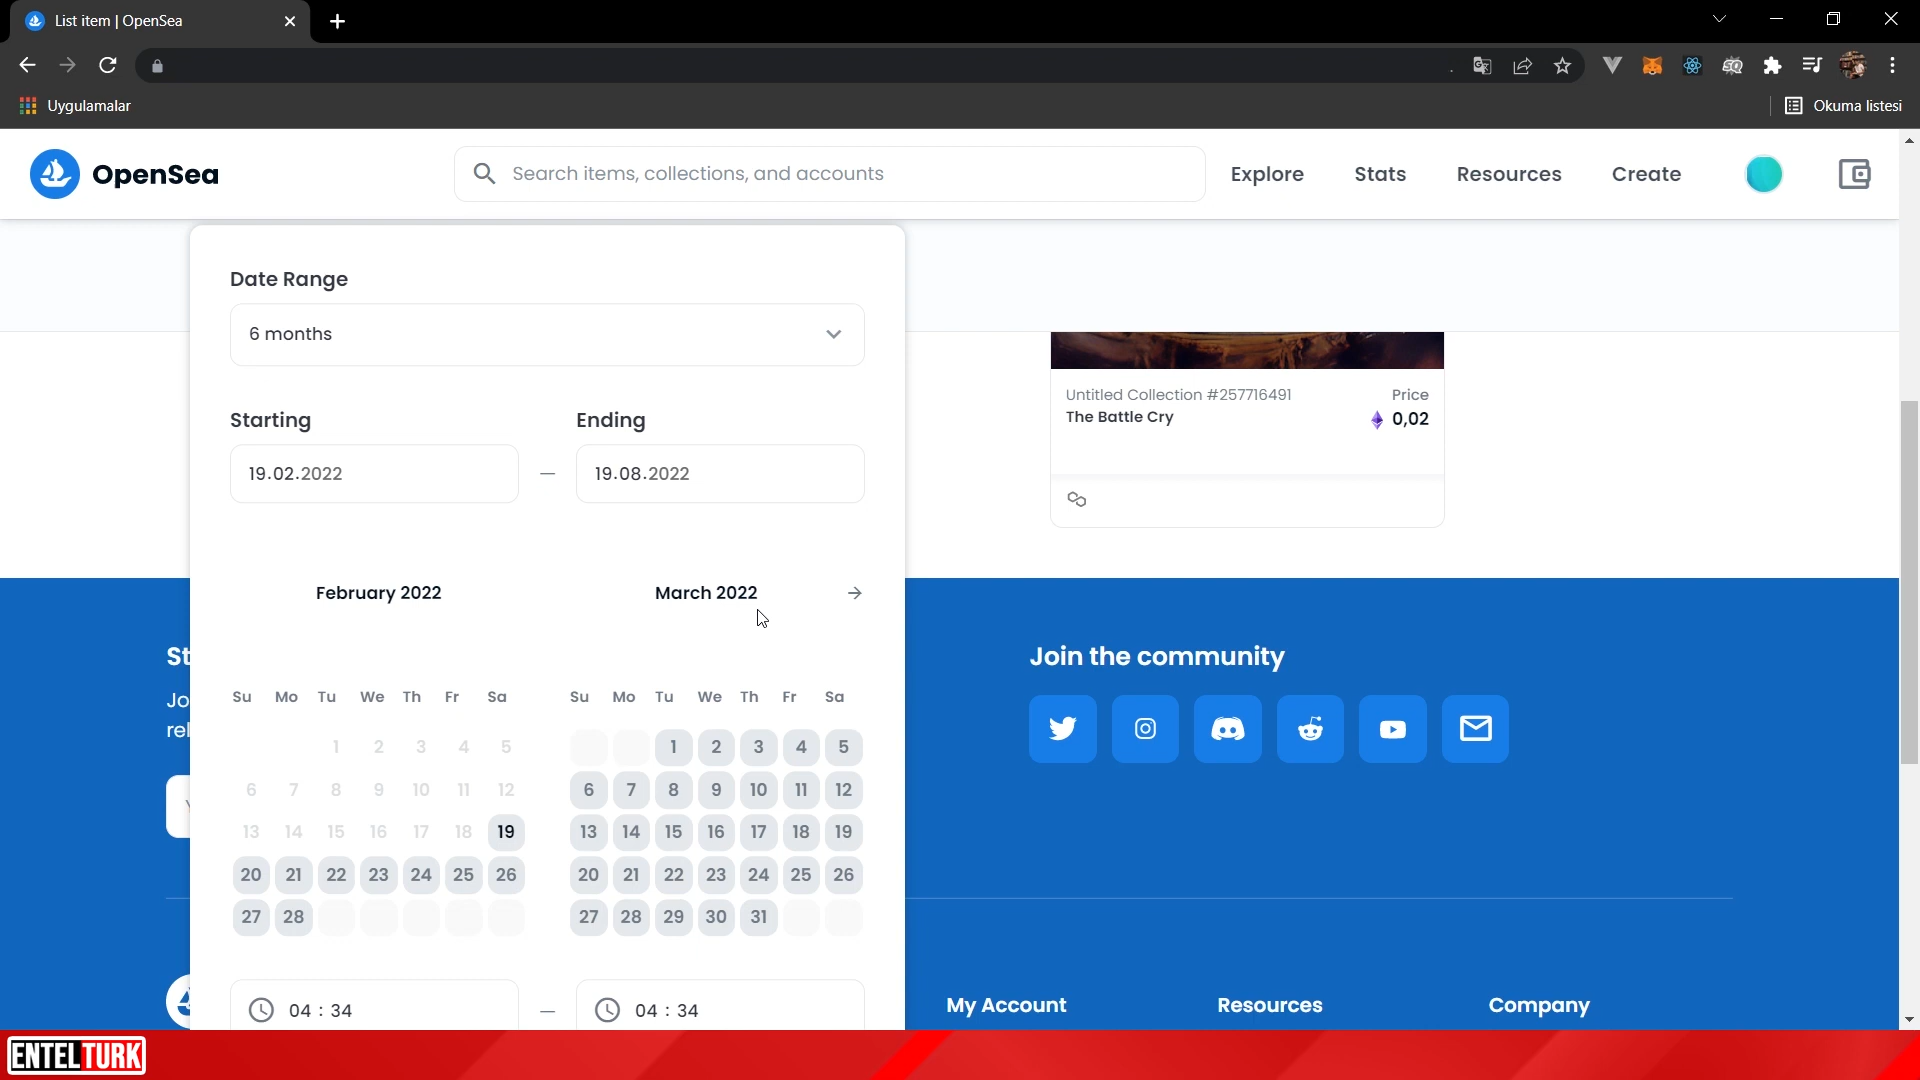 List item | OpenSea
Uygulamalar
Okuma listesi
OpenSea
Search items, collections, and accounts
Explore
Stats
Resources
Create
Date Range
6 months
Starting
Ending
19.02.2022
—
19.08.2022
Untitled Collection #257716491
Price
The Battle Cry
0,02
February 2022
March 2022
Su Mo Tu We Th Fr Sa
1 2 3 4 5
6 7 8 9 10 11 12
13 14 15 16 17 18 19
20 21 22 23 24 25 26
27 28
Su Mo Tu We Th Fr Sa
1 2 3 4 5
6 7 8 9 10 11 12
13 14 15 16 17 18 19
20 21 22 23 24 25 26
27 28 29 30 31
04 : 34
—
04 : 34
St
Jo
rel
Join the community
My Account
Resources
Company
ENTELTURK